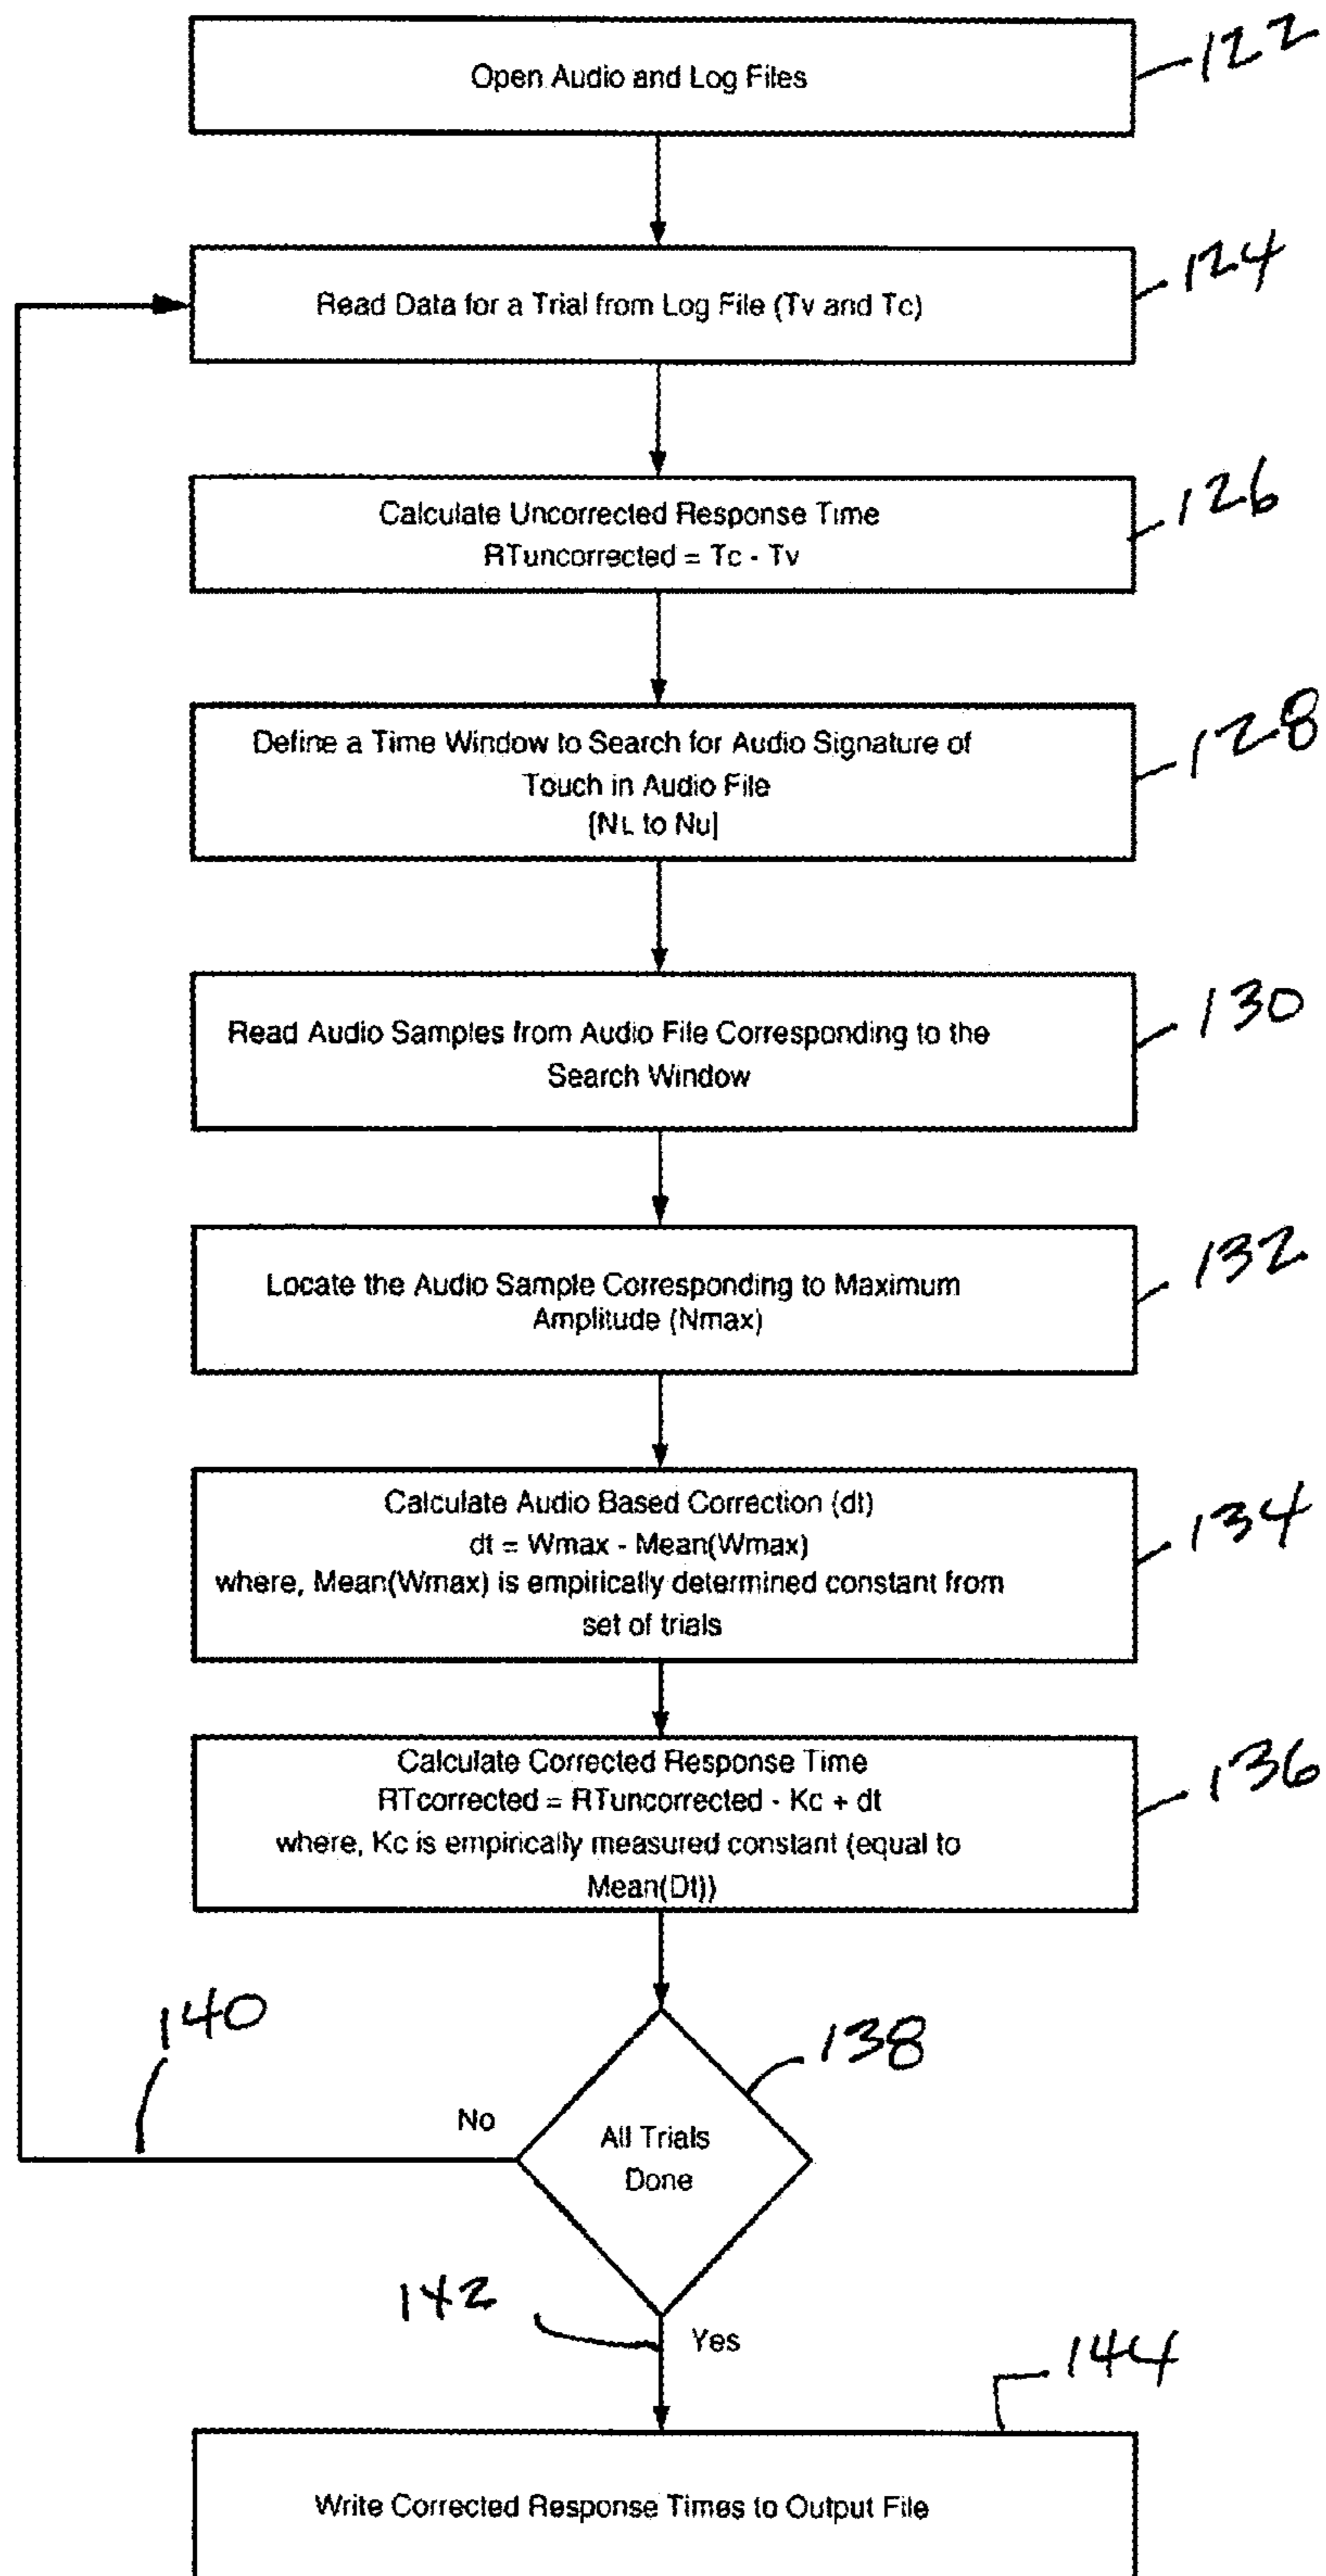 Open Audio and Log Files
122
Read Data for a Trial from Log File (Tv and Tc)
124
Calculate Uncorrected Response Time
RTuncorrected = Tc - Tv
126
Define a Time Window to Search for Audio Signature of
Touch in Audio File
[NL to Nu]
128
Read Audio Samples from Audio File Corresponding to the
Search Window
130
Locate the Audio Sample Corresponding to Maximum
Amplitude (Nmax)
132
Calculate Audio Based Correction (dt)
dt = Wmax - Mean(Wmax)
where, Mean(Wmax) is empirically determined constant from
set of trials
134
Calculate Corrected Response Time
RTcorrected = RTuncorrected - Kc + dt
where, Kc is empirically measured constant (equal to
Mean(Dt))
136
140
138
No
All Trials
Done
142
Yes
144
Write Corrected Response Times to Output File